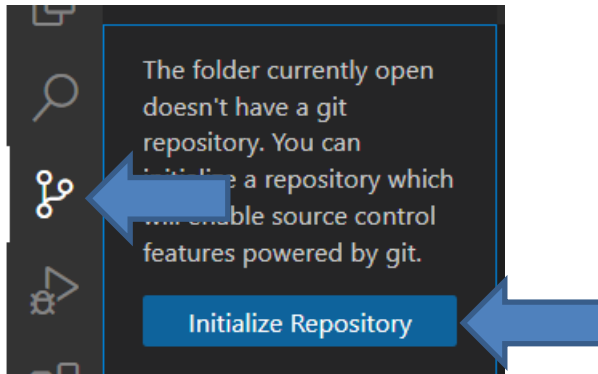 The folder currently open
doesn't have a git
repository. You can
a repository which
enable source control
features powered by git.
Initialize Repository